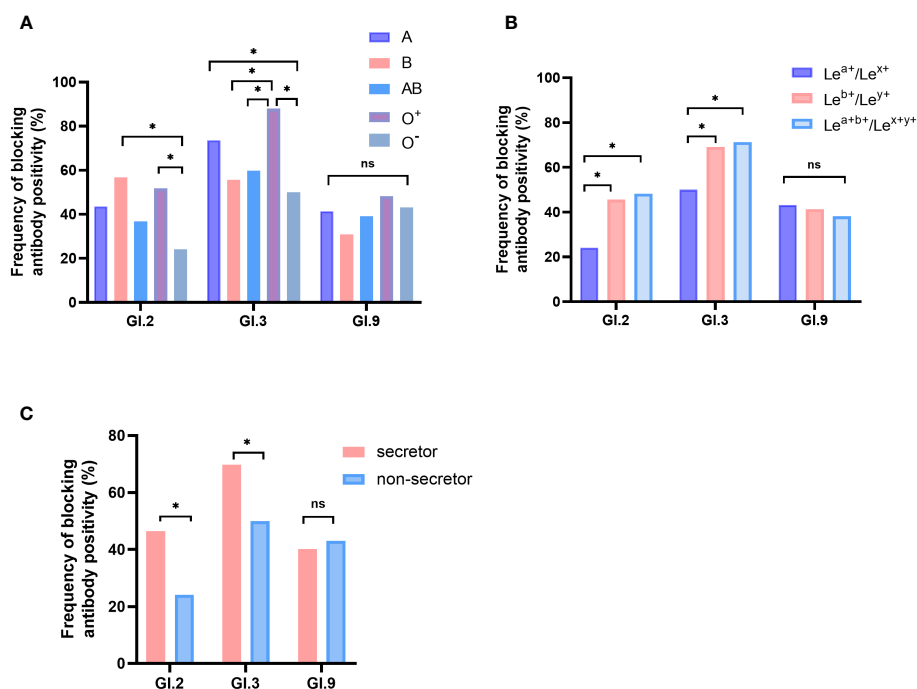 A
Frequency of blocking
antibody positivity (%)
100
80
60
40
20
0
*
*
*
*
*
*
ns
GI.2
GI.3
GI.9
A
B
AB
O⁺
O⁻
B
Frequency of blocking
antibody positivity (%)
100
80
60
40
20
0
*
*
*
*
ns
GI.2
GI.3
GI.9
Leᵃ⁺/Leˣ⁺
Leᵇ⁺/Leʸ⁺
Leᵃ⁺ᵇ⁺/Leˣ⁺ʸ⁺
C
Frequency of blocking
antibody positivity (%)
80
60
40
20
0
*
*
ns
GI.2
GI.3
GI.9
secretor
non-secretor